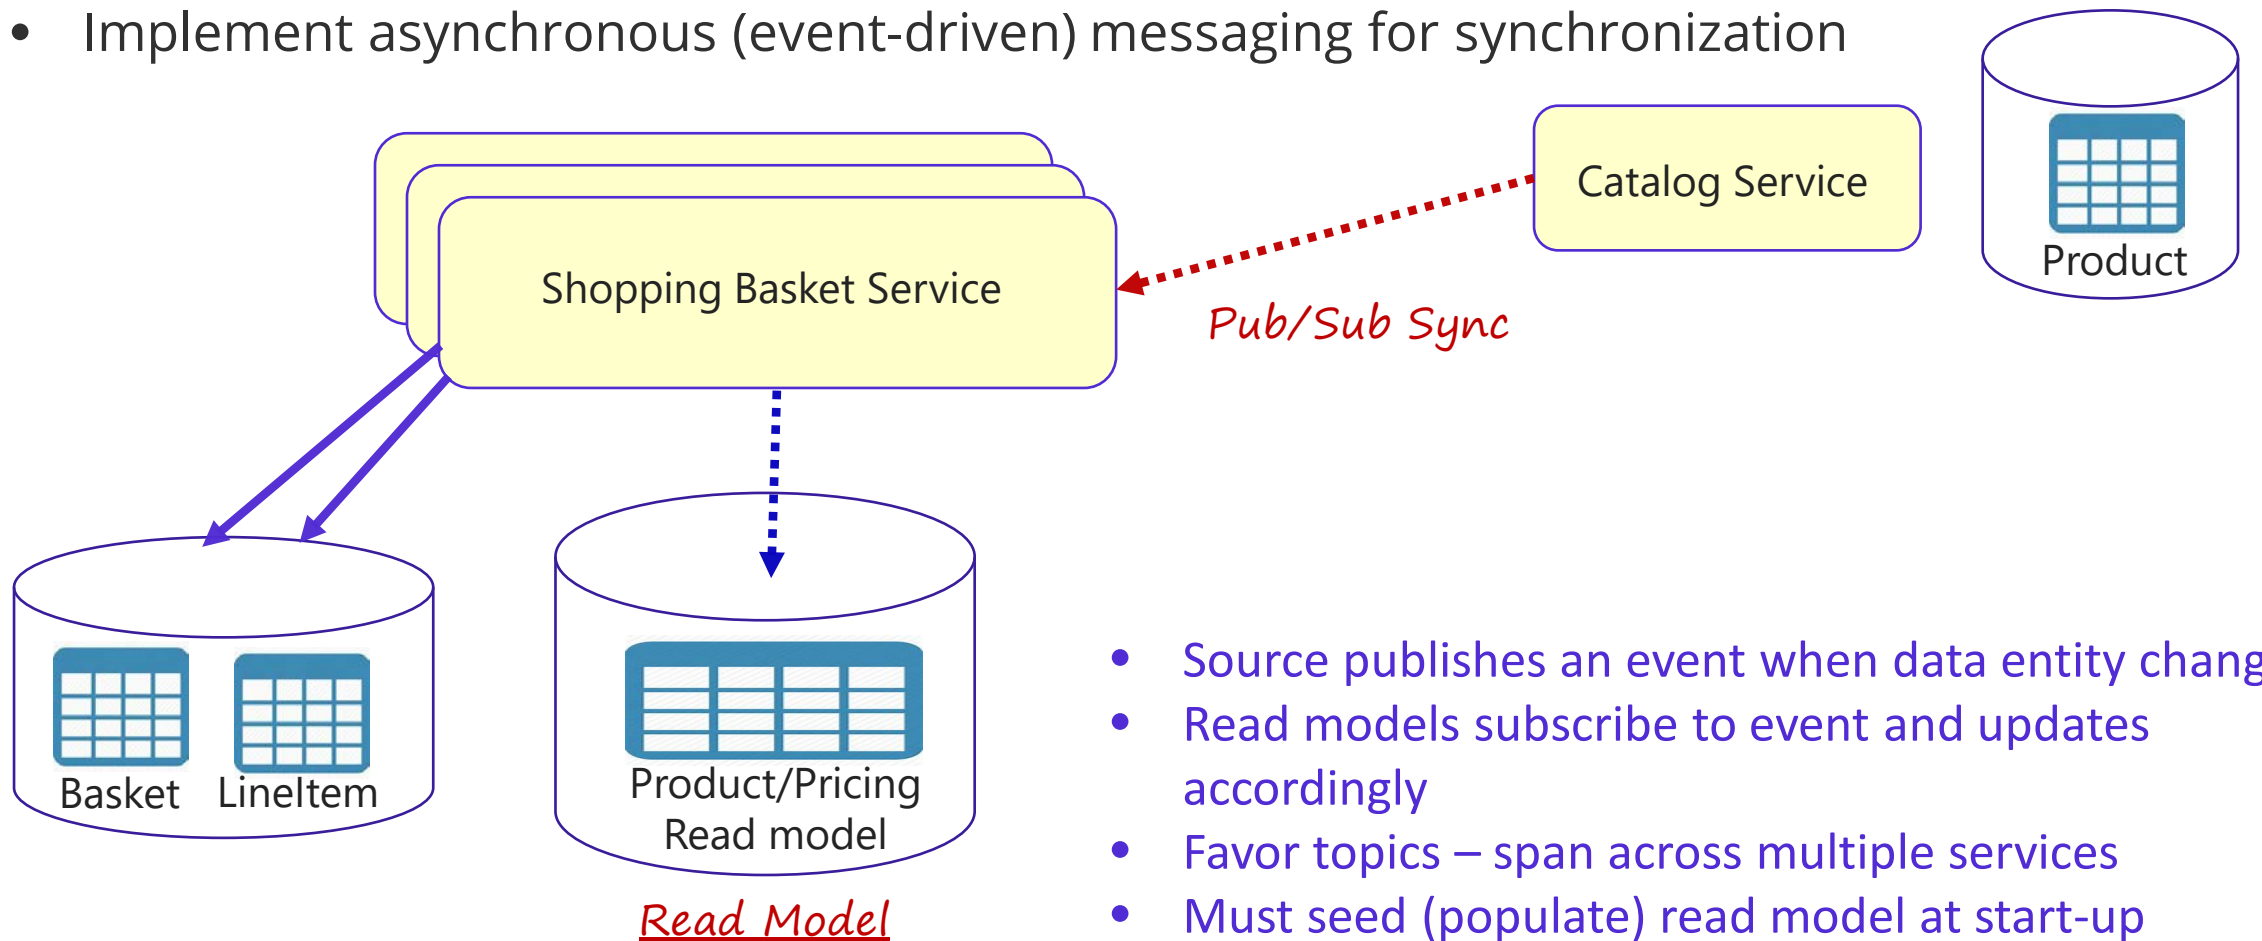 • Implement asynchronous (event-driven) messaging for synchronization
Catalog Service
Product
Shopping Basket Service
Pub/Sub Sync
Basket
LineItem
Product/Pricing
Read model
Read Model
• Source publishes an event when data entity chang
• Read models subscribe to event and updates
accordingly
• Favor topics – span across multiple services
• Must seed (populate) read model at start-up